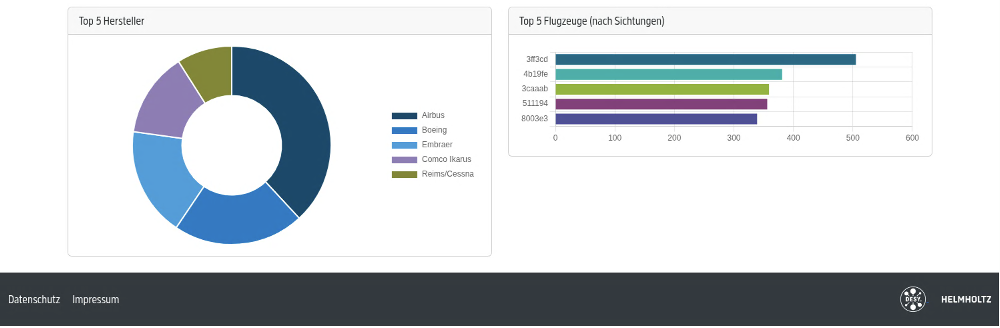 Top 5 Hersteller
Airbus
Boeing
Embraer
Comco Ikarus
Reims/Cessna
Top 5 Flugzeuge (nach Sichtungen)
3ff3cd
4b19fe
3caaab
511194
8003e3
0 100 200 300 400 500 600
Datenschutz Impressum
DESY. HELMHOLTZ